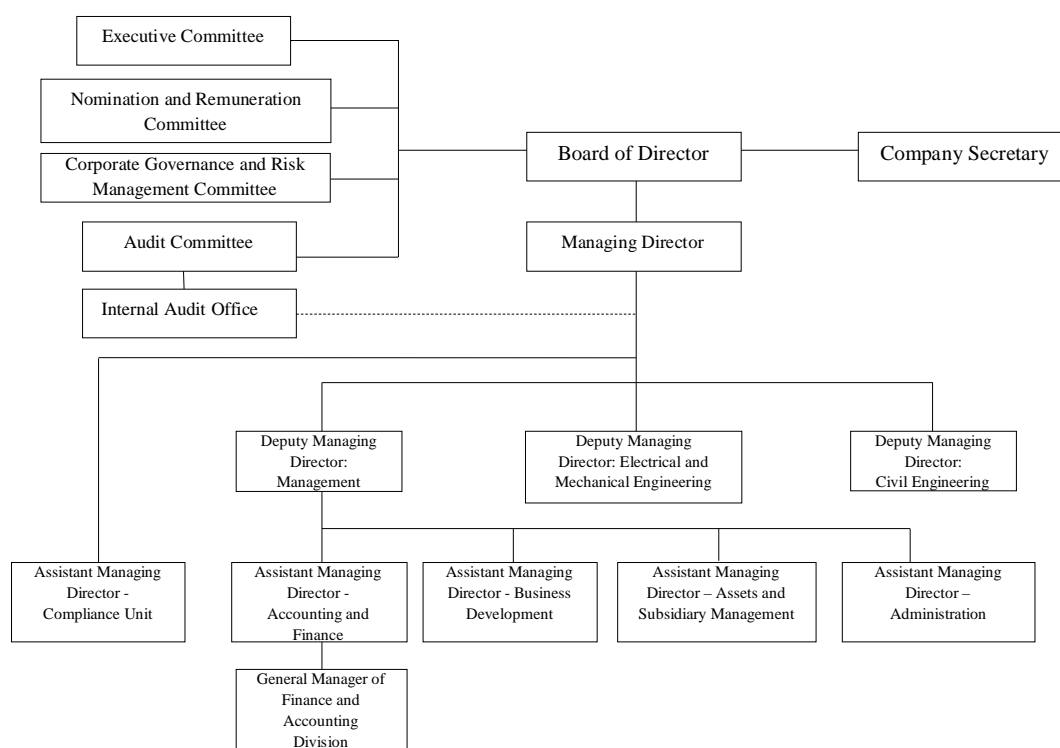 Executive Committee
Nomination and Remuneration
Committee
Corporate Governance and Risk
Management Committee
Board of Director
Company Secretary
Audit Committee
Managing Director
Internal Audit Office
Deputy Managing
Director:
Management
Deputy Managing
Director: Electrical and
Mechanical Engineering
Deputy Managing
Director:
Civil Engineering
Assistant Managing
Director -
Compliance Unit
Assistant Managing
Director -
Accounting and
Finance
Assistant Managing
Director - Business
Development
Assistant Managing
Director – Assets and
Subsidiary Management
Assistant Managing
Director –
Administration
General Manager of
Finance and
Accounting
Division